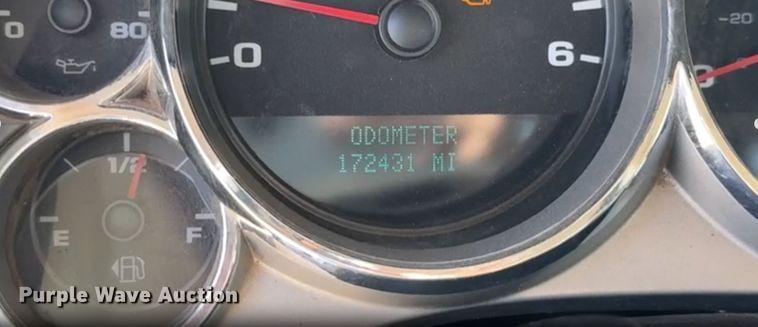 0 80
-20
0 6
ODOMETER
172431 MI
1/2
E F
Purple Wave Auction